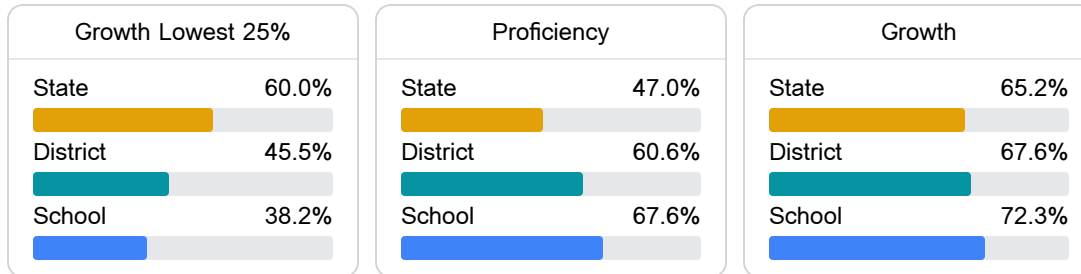 Growth Lowest 25%
State 60.0%
District 45.5%
School 38.2%
Proficiency
State 47.0%
District 60.6%
School 67.6%
Growth
State 65.2%
District 67.6%
School 72.3%